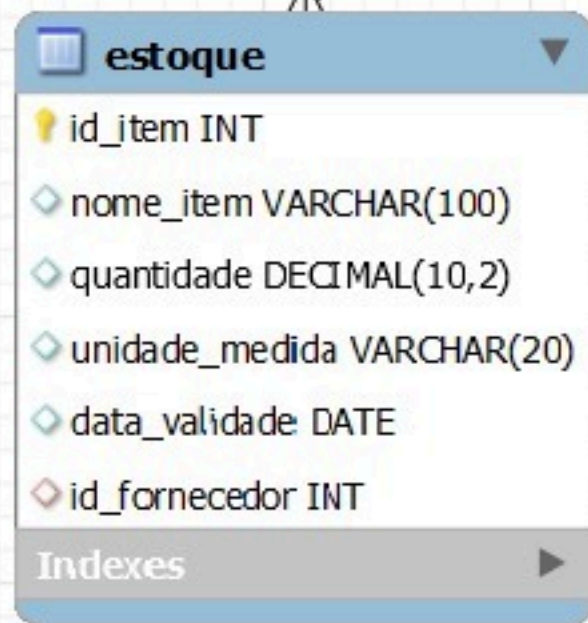 estoque
id_item INT
nome_item VARCHAR(100)
quantidade DECIMAL(10,2)
unidade_medida VARCHAR(20)
data_validade DATE
id_fornecedor INT
Indexes